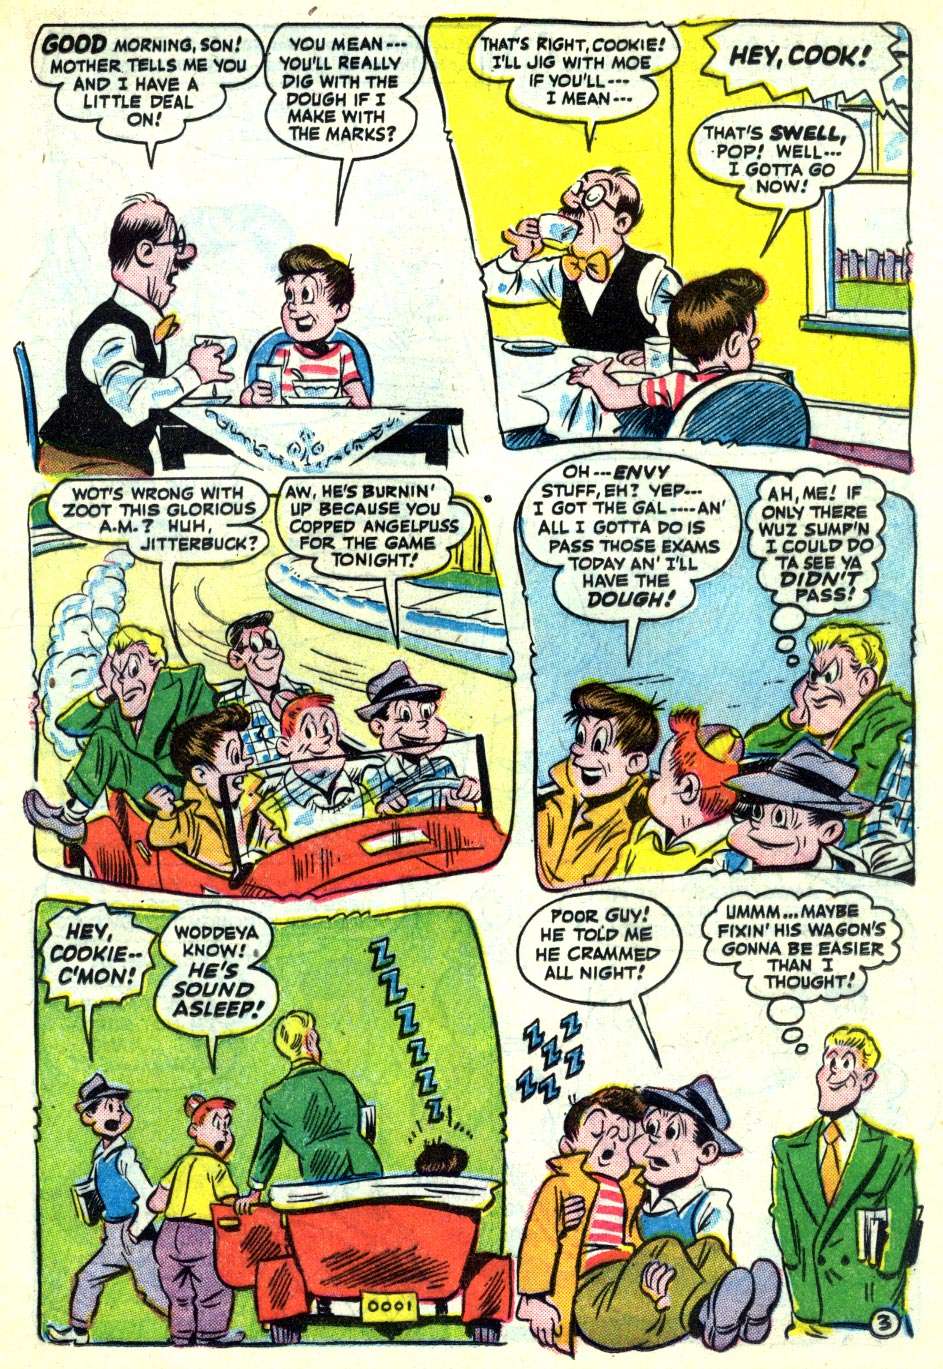 GOOD MORNING, SON!
MOTHER TELLS ME YOU
AND I HAVE A
LITTLE DEAL
ON!
YOU MEAN---
YOU'LL REALLY
DIG WITH THE
DOUGH IF I
MAKE WITH
THE MARKS?
THAT'S RIGHT, COOKIE!
I'LL JIG WITH MOE
IF YOU'LL---
I MEAN---
HEY, COOK!
THAT'S SWELL,
POP! WELL---
I GOTTA GO
NOW!
WOT'S WRONG WITH
ZOOT THIS GLORIOUS
A.M.? HUH,
JITTERBUCK?
AW, HE'S BURNIN'
UP BECAUSE YOU
COPPED ANGELPUSS
FOR THE GAME
TONIGHT!
OH---ENVY
STUFF, EH? YEP---
I GOT THE GAL----AN'
ALL I GOTTA DO IS
PASS THOSE EXAMS
TODAY AN' I'LL
HAVE THE
DOUGH!
AH, ME! IF
ONLY THERE
WUZ SUMP'N
I COULD DO
TA SEE YA
DIDN'T
PASS!
HEY,
COOKIE--
C'MON!
WODDEYA
KNOW!
HE'S
SOUND
ASLEEP!
Z Z Z Z Z Z Z Z
0001
POOR GUY!
HE TOLD ME
HE CRAMMED
ALL NIGHT!
UMMM...MAYBE
FIXIN' HIS WAGON'S
GONNA BE EASIER
THAN I
THOUGHT!
Z Z
Z Z
Z Z
Z Z
3